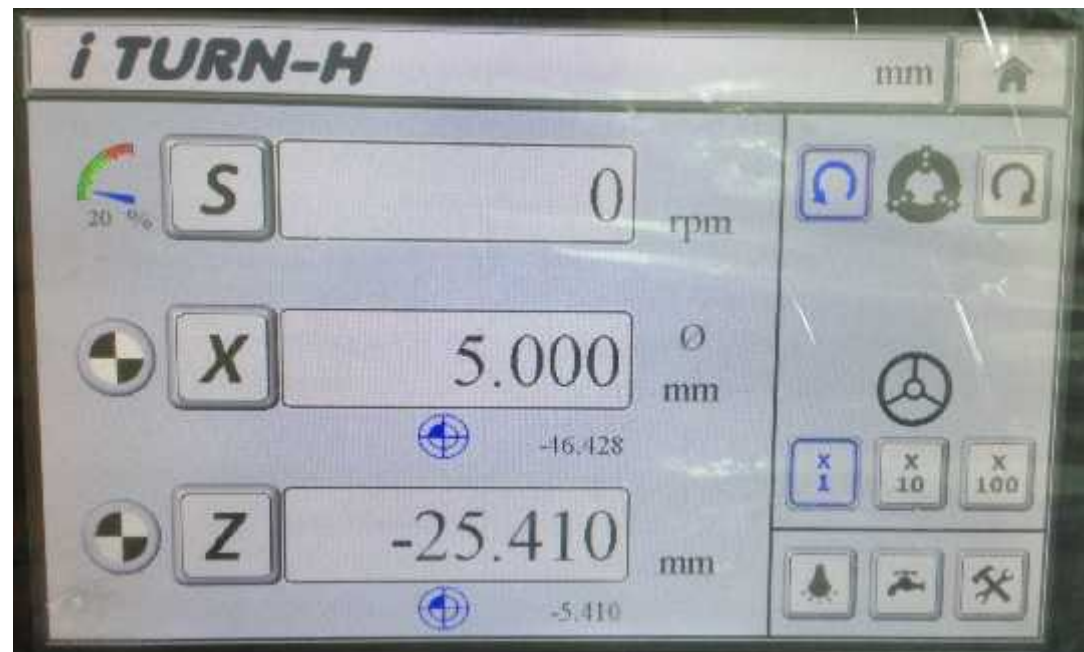 i TURN-H
mm
20 %
S
0
rpm
X
5.000
Ø
mm
-46.428
X
1
X
10
X
100
Z
-25.410
mm
-5.410